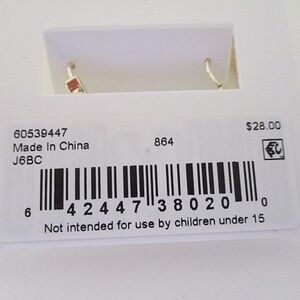 60539447 $28.00
Made In China 864
J6BC
6 42447 38020 0
Not intended for use by children under 15